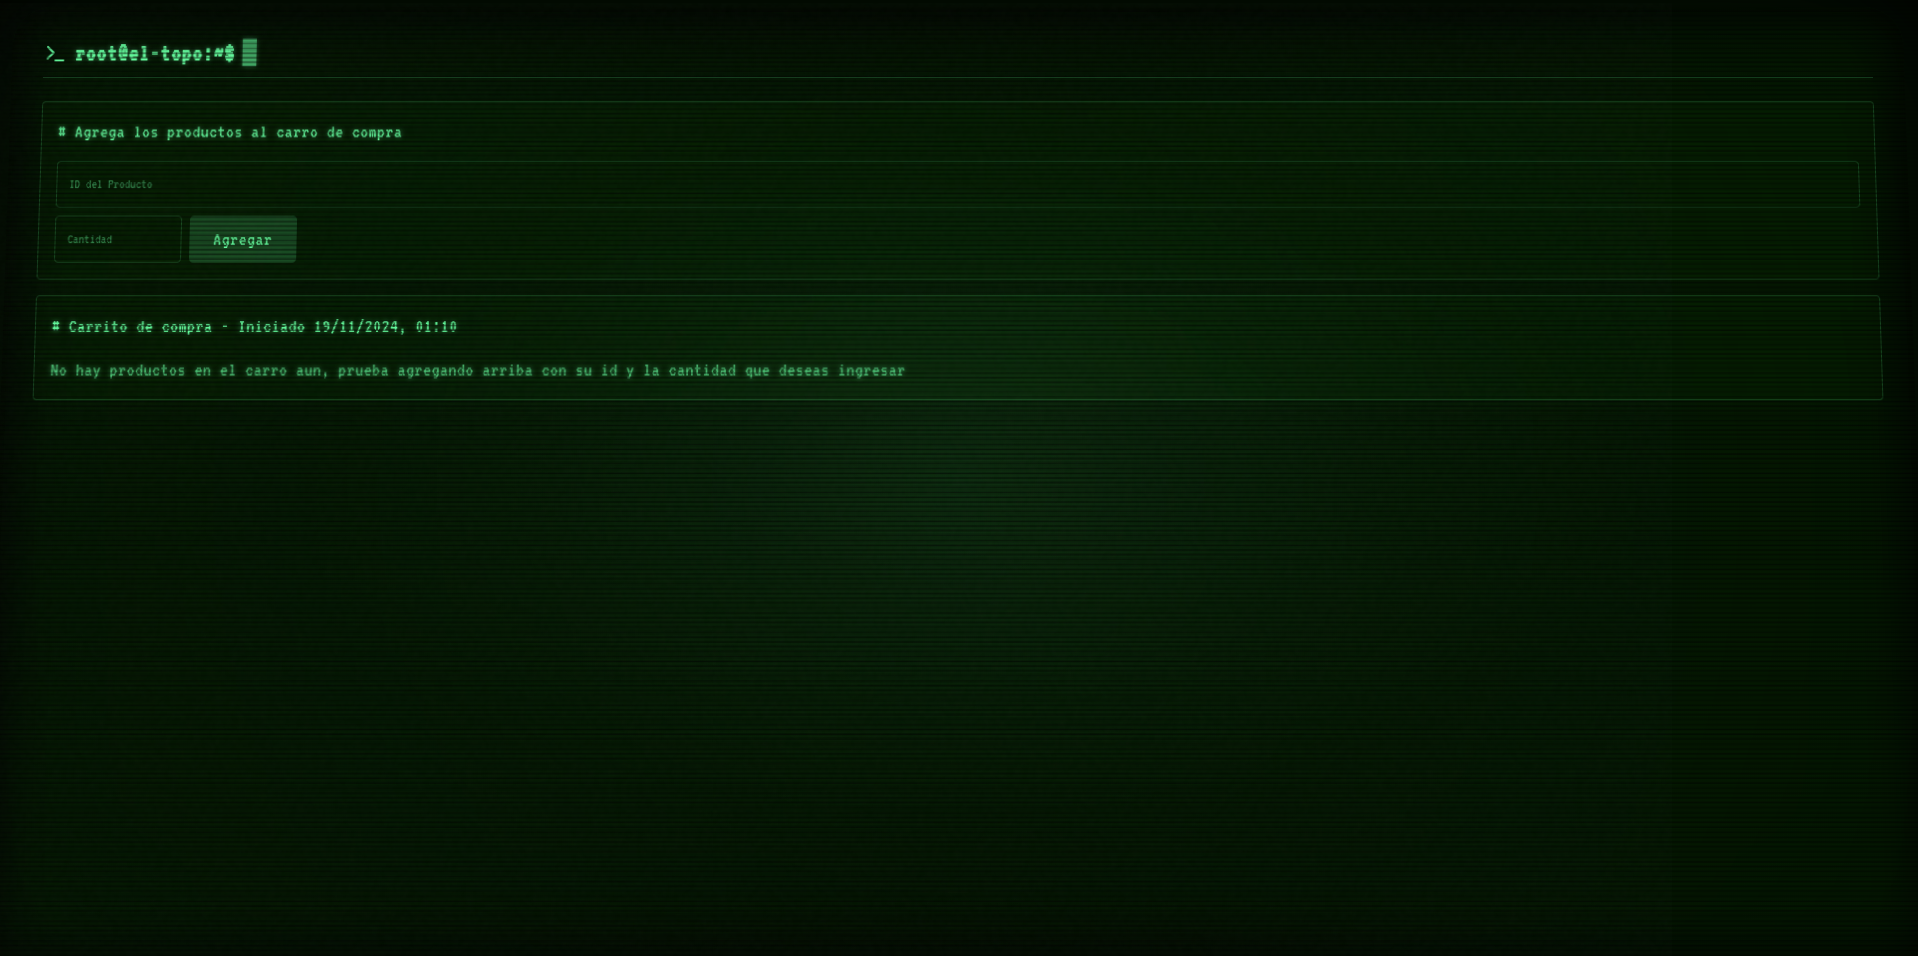 >_ root@el-topo:~$
# Agrega los productos al carro de compra
ID del Producto
Cantidad
Agregar
# Carrito de compra - Iniciado 19/11/2024, 01:10
No hay productos en el carro aun, prueba agregando arriba con su id y la cantidad que deseas ingresar